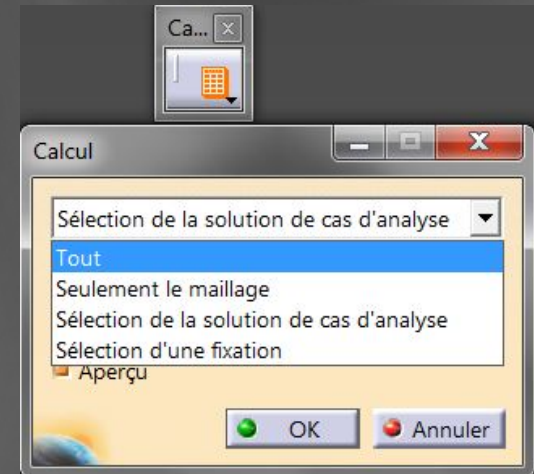 Ca...
Calcul
Sélection de la solution de cas d'analyse
Tout
Seulement le maillage
Sélection de la solution de cas d'analyse
Sélection d'une fixation
Aperçu
OK
Annuler